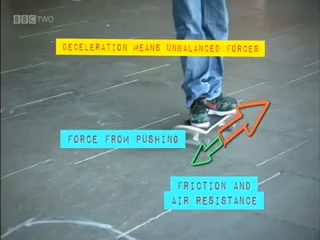 BBC TWO
DECELERATION MEANS UNBALANCED FORCES
FORCE FROM PUSHING
FRICTION AND
AIR RESISTANCE